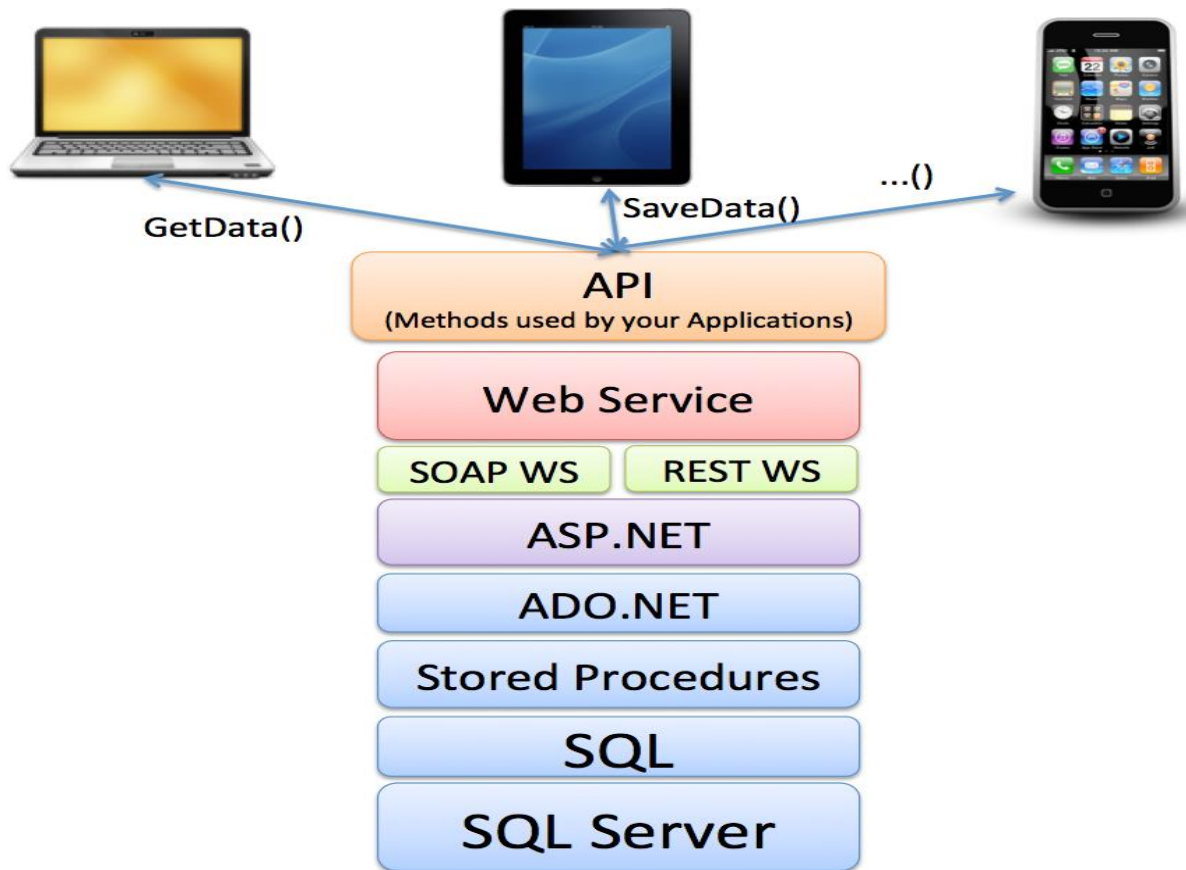 ...()
SaveData()
GetData()
API
(Methods used by your Applications)
Web Service
SOAP WS
REST WS
ASP.NET
ADO.NET
Stored Procedures
SQL
SQL Server